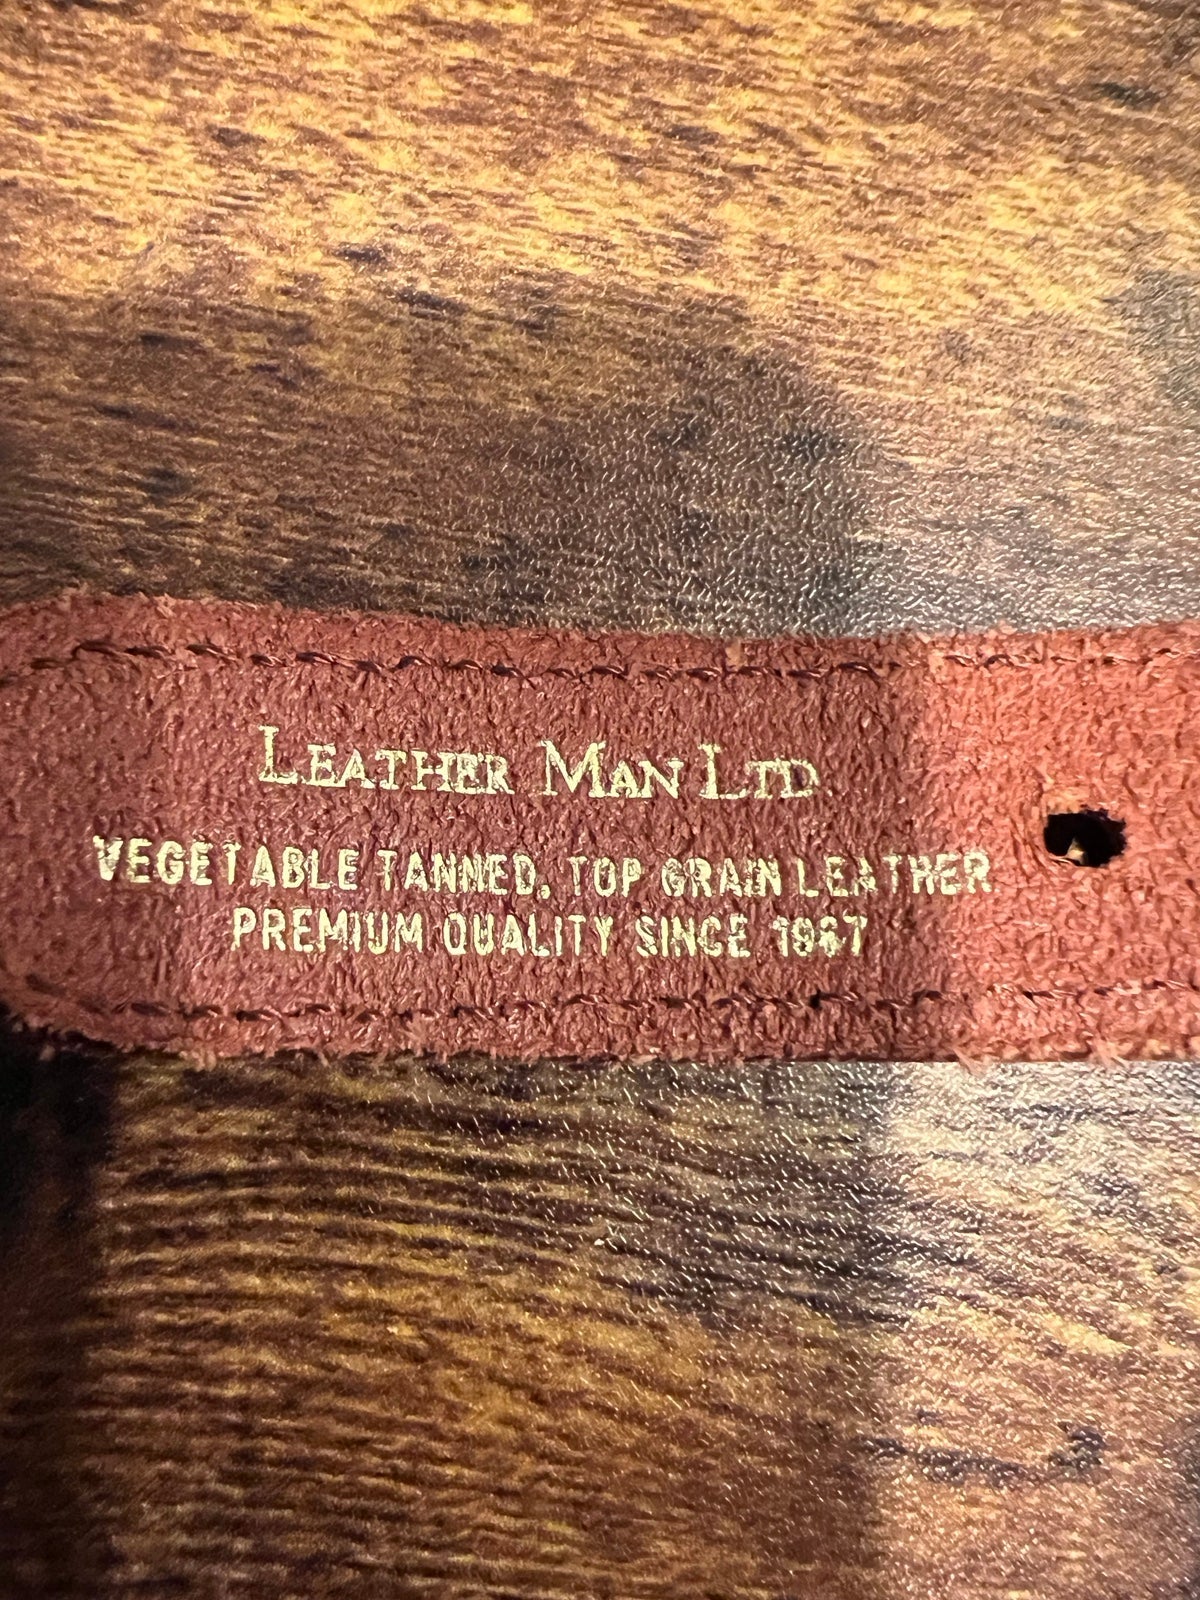 LEATHER MAN LTD.
VEGETABLE TANNED, TOP GRAIN LEATHER
PREMIUM QUALITY SINCE 1967